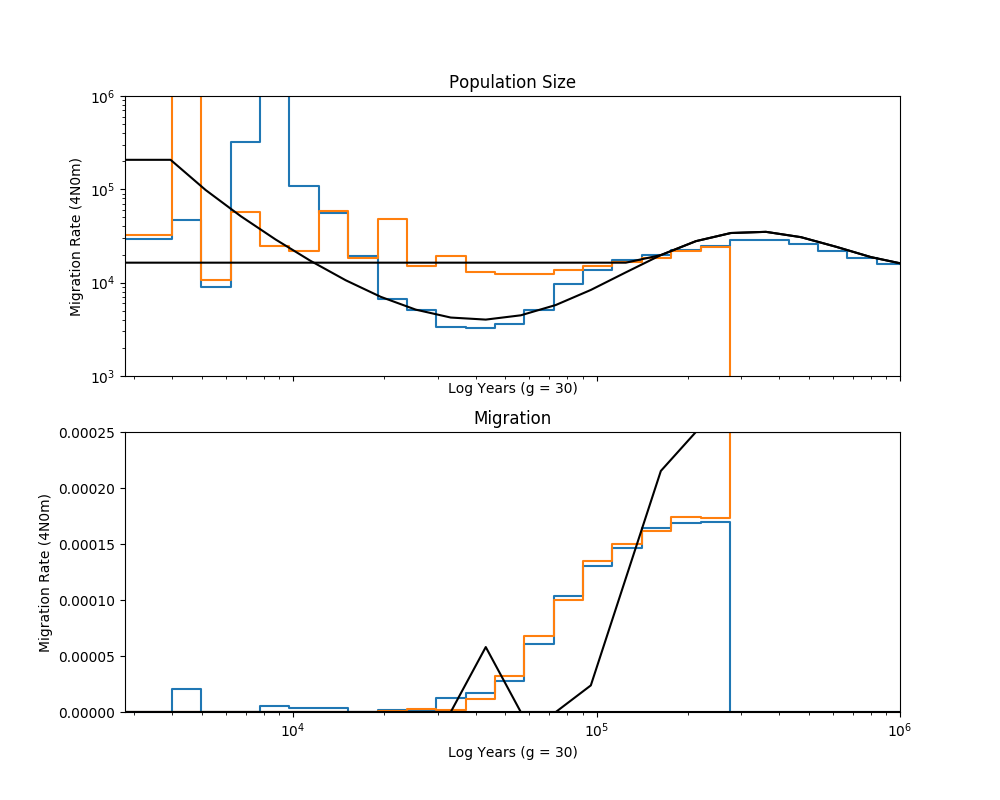 Population Size
Migration Rate (4N0m)
10^6
10^5
10^4
10^3
Log Years (g = 30)
Migration
Migration Rate (4N0m)
0.00025
0.00020
0.00015
0.00010
0.00005
0.00000
10^4 10^5 10^6
Log Years (g = 30)